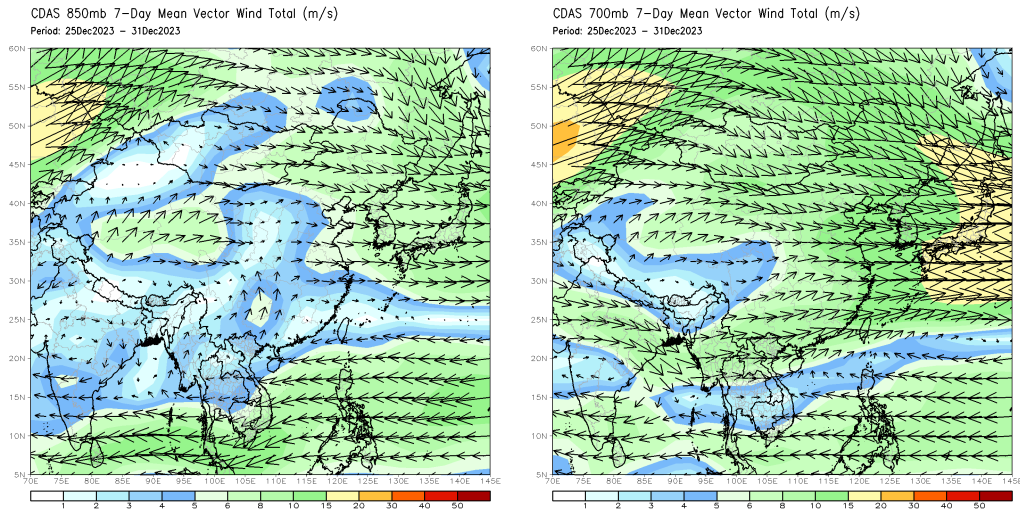 CDAS 850mb 7-Day Mean Vector Wind Total (m/s)
Period: 25Dec2023 - 31Dec2023
60N
55N
50N
45N
40N
35N
30N
25N
20N
15N
10N
5N
70E 75E 80E 85E 90E 95E 100E 105E 110E 115E 120E 125E 130E 135E 140E 145E
1 2 3 4 5 6 8 10 15 20 30 40 50
CDAS 700mb 7-Day Mean Vector Wind Total (m/s)
Period: 25Dec2023 - 31Dec2023
60N
55N
50N
45N
40N
35N
30N
25N
20N
15N
10N
5N
70E 75E 80E 85E 90E 95E 100E 105E 110E 115E 120E 125E 130E 135E 140E 145E
1 2 3 4 5 6 8 10 15 20 30 40 50